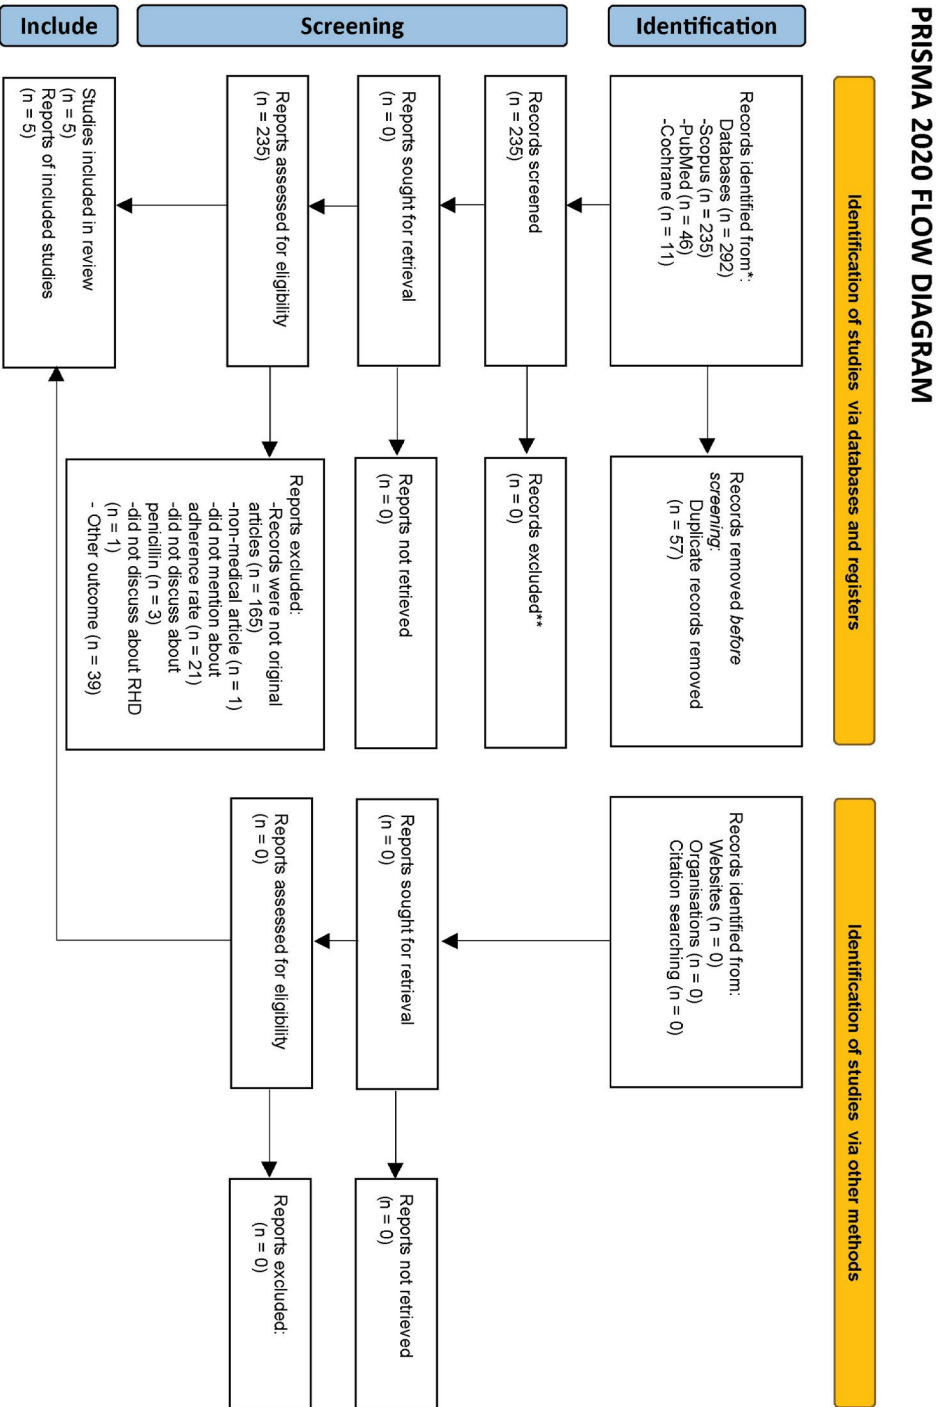 PRISMA 2020 FLOW DIAGRAM
Identification of studies via databases and registers
Identification of studies via other methods
Identification
Records identified from*:
Databases (n = 292)
-Scopus (n = 235)
-PubMed (n = 46)
-Cochrane (n = 11)
Records removed before
screening:
Duplicate records removed
(n = 57)
Records identified from:
Websites (n = 0)
Organisations (n = 0)
Citation searching (n = 0)
Screening
Records screened
(n = 235)
Records excluded**
(n = 0)
Reports sought for retrieval
(n = 0)
Reports not retrieved
(n = 0)
Reports sought for retrieval
(n = 0)
Reports not retrieved
(n = 0)
Reports assessed for eligibility
(n = 235)
Reports excluded:
-Records were not original
articles (n = 165)
-non-medical article (n = 1)
-did not mention about
adherence rate (n = 21)
-did not discuss about
penicillin (n = 3)
-did not discuss about RHD
(n = 1)
- Other outcome (n = 39)
Reports assessed for eligibility
(n = 0)
Reports excluded:
(n = 0)
Include
Studies included in review
(n = 5)
Reports of included studies
(n = 5)